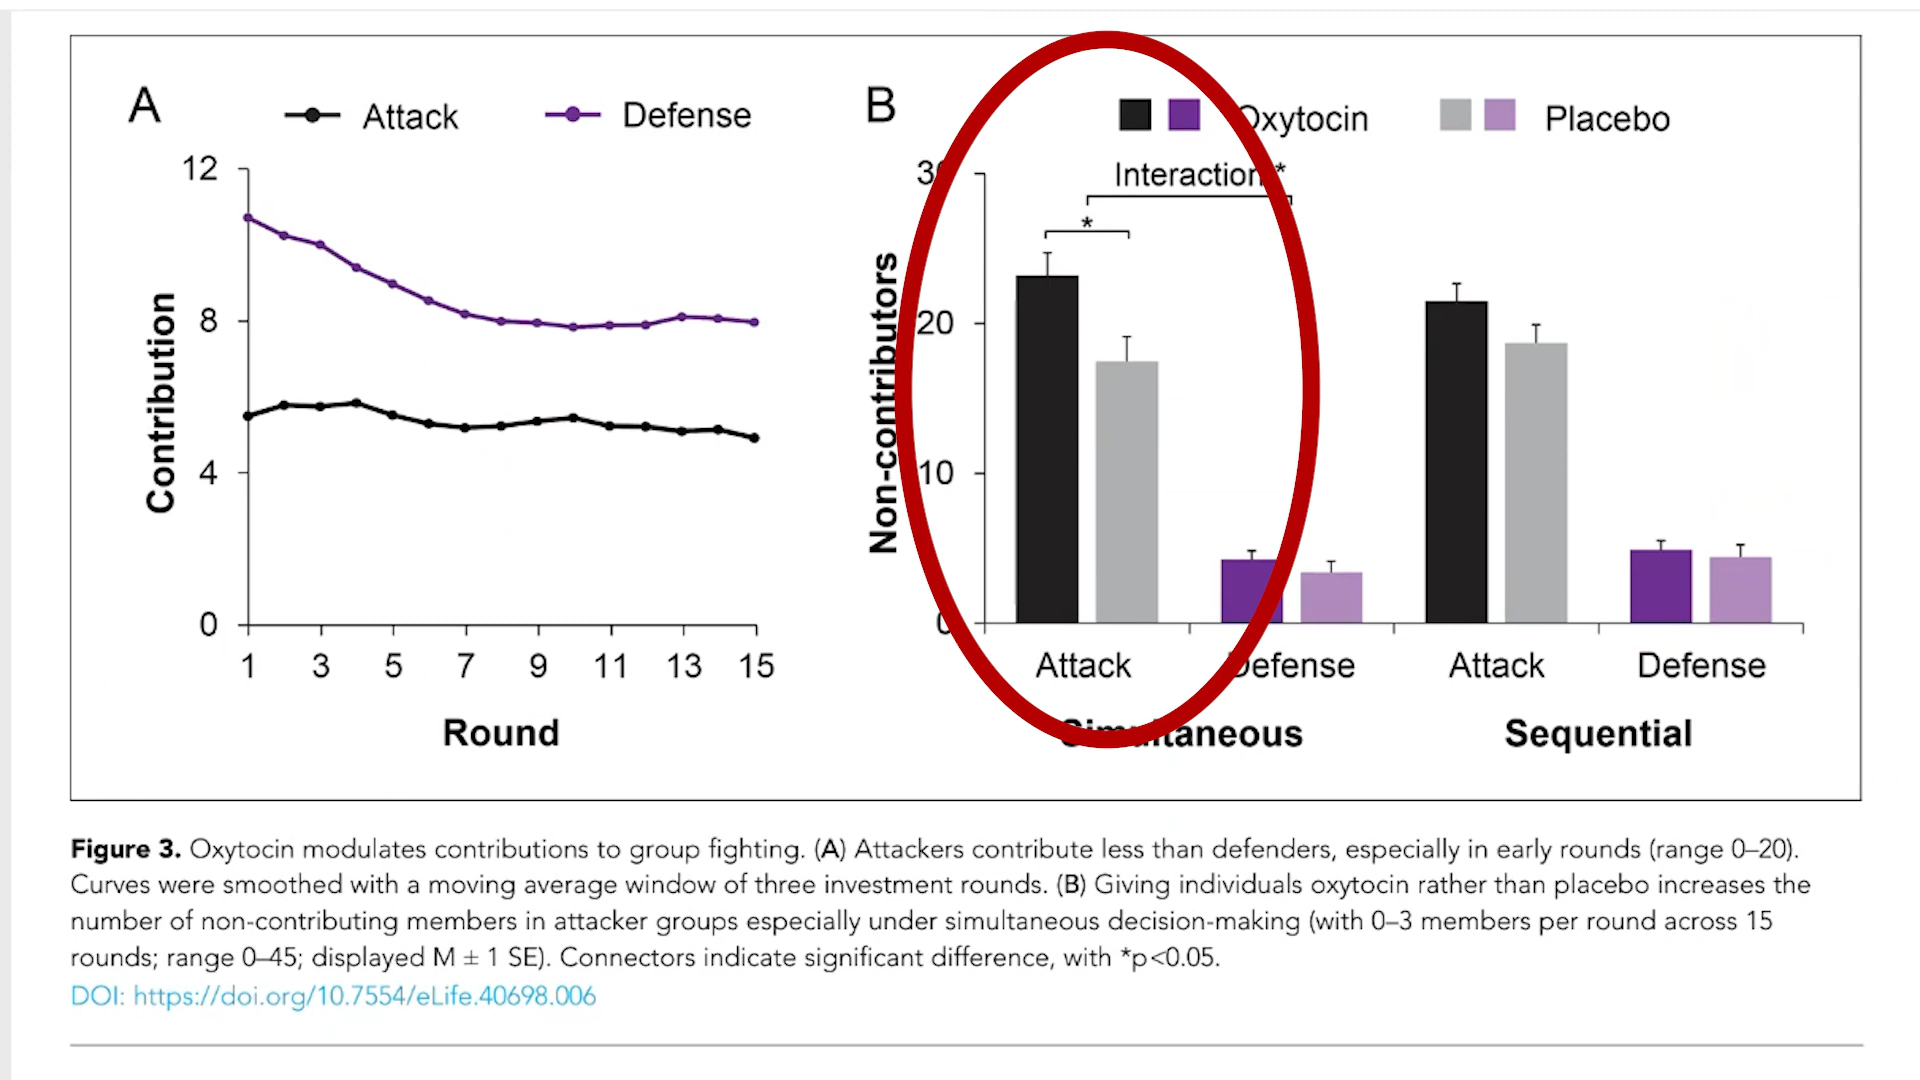 A
Attack
Defense
12
8
4
0
Contribution
1 3 5 7 9 11 13 15
Round
B
Oxytocin
Placebo
Interaction *
*
30
20
10
0
Non-contributors
Attack
Defense
Attack
Defense
Simultaneous
Sequential
Figure 3. Oxytocin modulates contributions to group fighting. (A) Attackers contribute less than defenders, especially in early rounds (range 0–20).
Curves were smoothed with a moving average window of three investment rounds. (B) Giving individuals oxytocin rather than placebo increases the
number of non-contributing members in attacker groups especially under simultaneous decision-making (with 0–3 members per round across 15
rounds; range 0–45; displayed M ± 1 SE). Connectors indicate significant difference, with *p<0.05.
DOI: https://doi.org/10.7554/eLife.40698.006